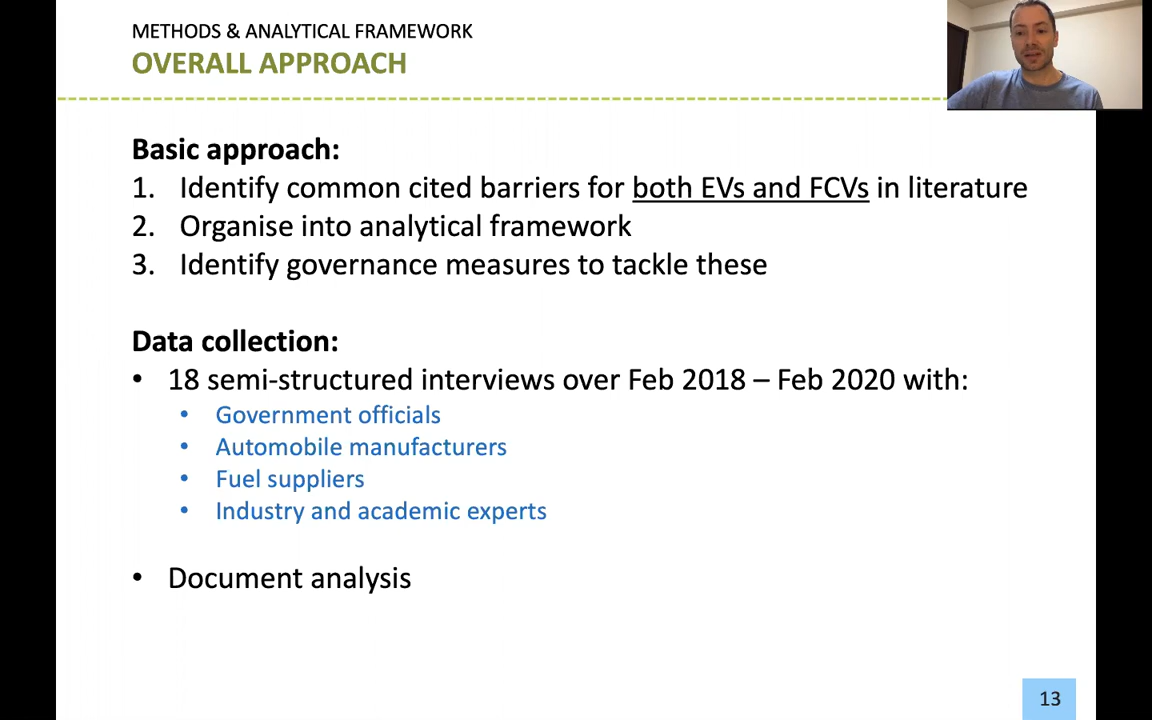 METHODS & ANALYTICAL FRAMEWORK
OVERALL APPROACH
Basic approach:
1. Identify common cited barriers for both EVs and FCVs in literature
2. Organise into analytical framework
3. Identify governance measures to tackle these
Data collection:
• 18 semi-structured interviews over Feb 2018 – Feb 2020 with:
• Government officials
• Automobile manufacturers
• Fuel suppliers
• Industry and academic experts
• Document analysis
13